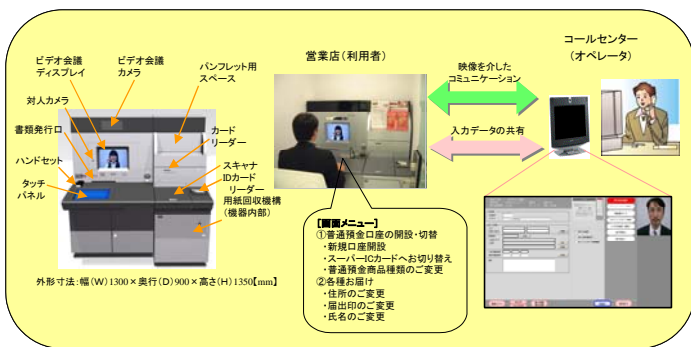 ビデオ会議
ディスプレイ
ビデオ会議
カメラ
パンフレット用
スペース
対人カメラ
書類発行口
ハンドセット
タッチ
パネル
カード
リーダー
スキャナ
IDカード
リーダー
用紙回収機構
(機器内部)
外形寸法:幅(W)1300×奥行(D)900×高さ(H)1350【mm】
営業店(利用者)
映像を介した
コミュニケーション
入力データの共有
コールセンター
(オペレータ)
【画面メニュー】
①普通預金口座の開設・切替
・新規口座開設
・スーパーICカードへお切り替え
・普通預金商品種類のご変更
②各種お届け
・住所のご変更
・届出印のご変更
・氏名のご変更